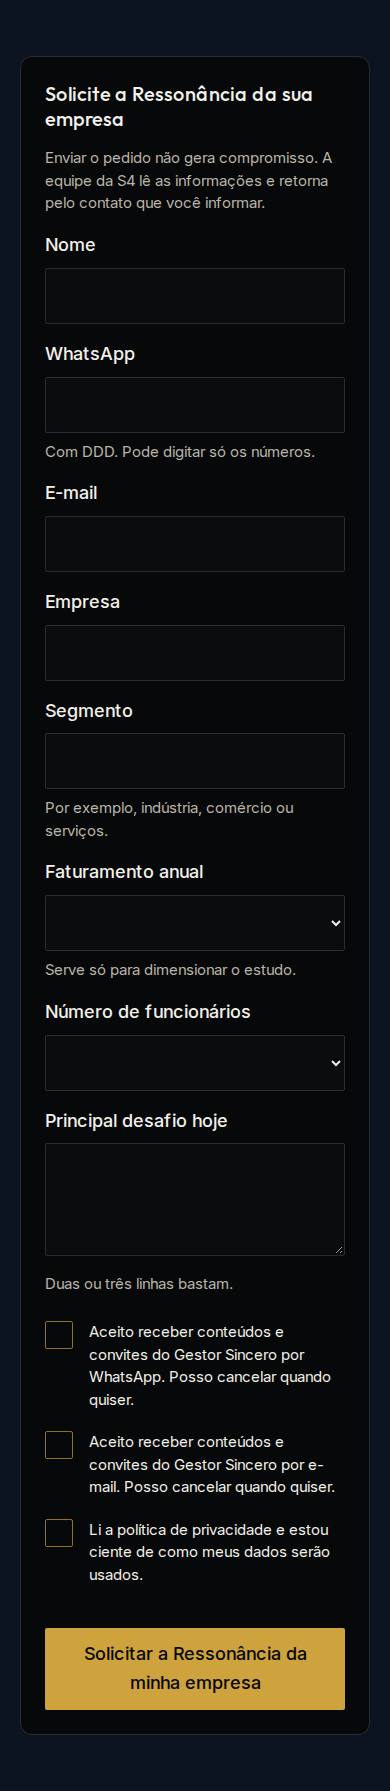 Solicite a Ressonância da sua
empresa
Enviar o pedido não gera compromisso. A
equipe da S4 lê as informações e retorna
pelo contato que você informar.
Nome
WhatsApp
Com DDD. Pode digitar só os números.
E-mail
Empresa
Segmento
Por exemplo, indústria, comércio ou
serviços.
Faturamento anual
Serve só para dimensionar o estudo.
Número de funcionários
Principal desafio hoje
Duas ou três linhas bastam.
Aceito receber conteúdos e
convites do Gestor Sincero por
WhatsApp. Posso cancelar quando
quiser.
Aceito receber conteúdos e
convites do Gestor Sincero por e-
mail. Posso cancelar quando quiser.
Li a política de privacidade e estou
ciente de como meus dados serão
usados.
Solicitar a Ressonância da
minha empresa